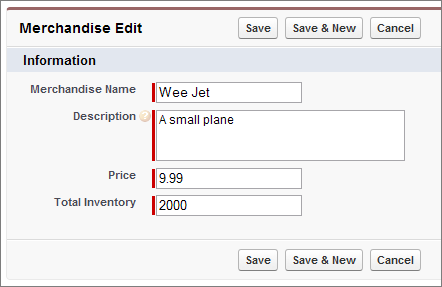 Merchandise Edit Save Save & New Cancel
Information
Merchandise Name Wee Jet
Description ? A small plane
Price 9.99
Total Inventory 2000
Save Save & New Cancel